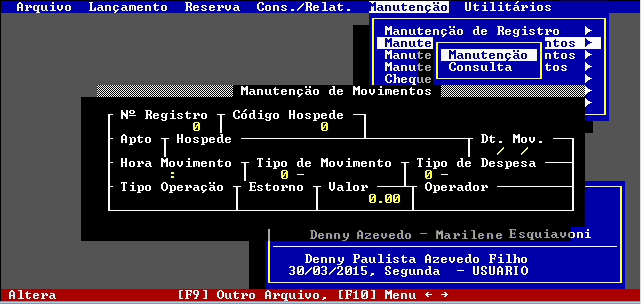 Arquivo Lançamento Reserva Cons./Relat. Manutenção Utilitários
Manutenção de Registro
Manute ntos
Manute Manutenção ntos
Manute Consulta tos
Cheque
Manutenção de Movimentos
Nº Registro Código Hospede
0 0
Apto Hospede Dt. Mov.
/ /
Hora Movimento Tipo de Movimento Tipo de Despesa
: 0 - 0 -
Tipo Operação Estorno Valor Operador
0.00
Denny Azevedo - Marilene Esquiavoni
Denny Paulista Azevedo Filho
30/03/2015, Segunda - USUARIO
Altera [F9] Outro Arquivo, [F10] Menu ← →